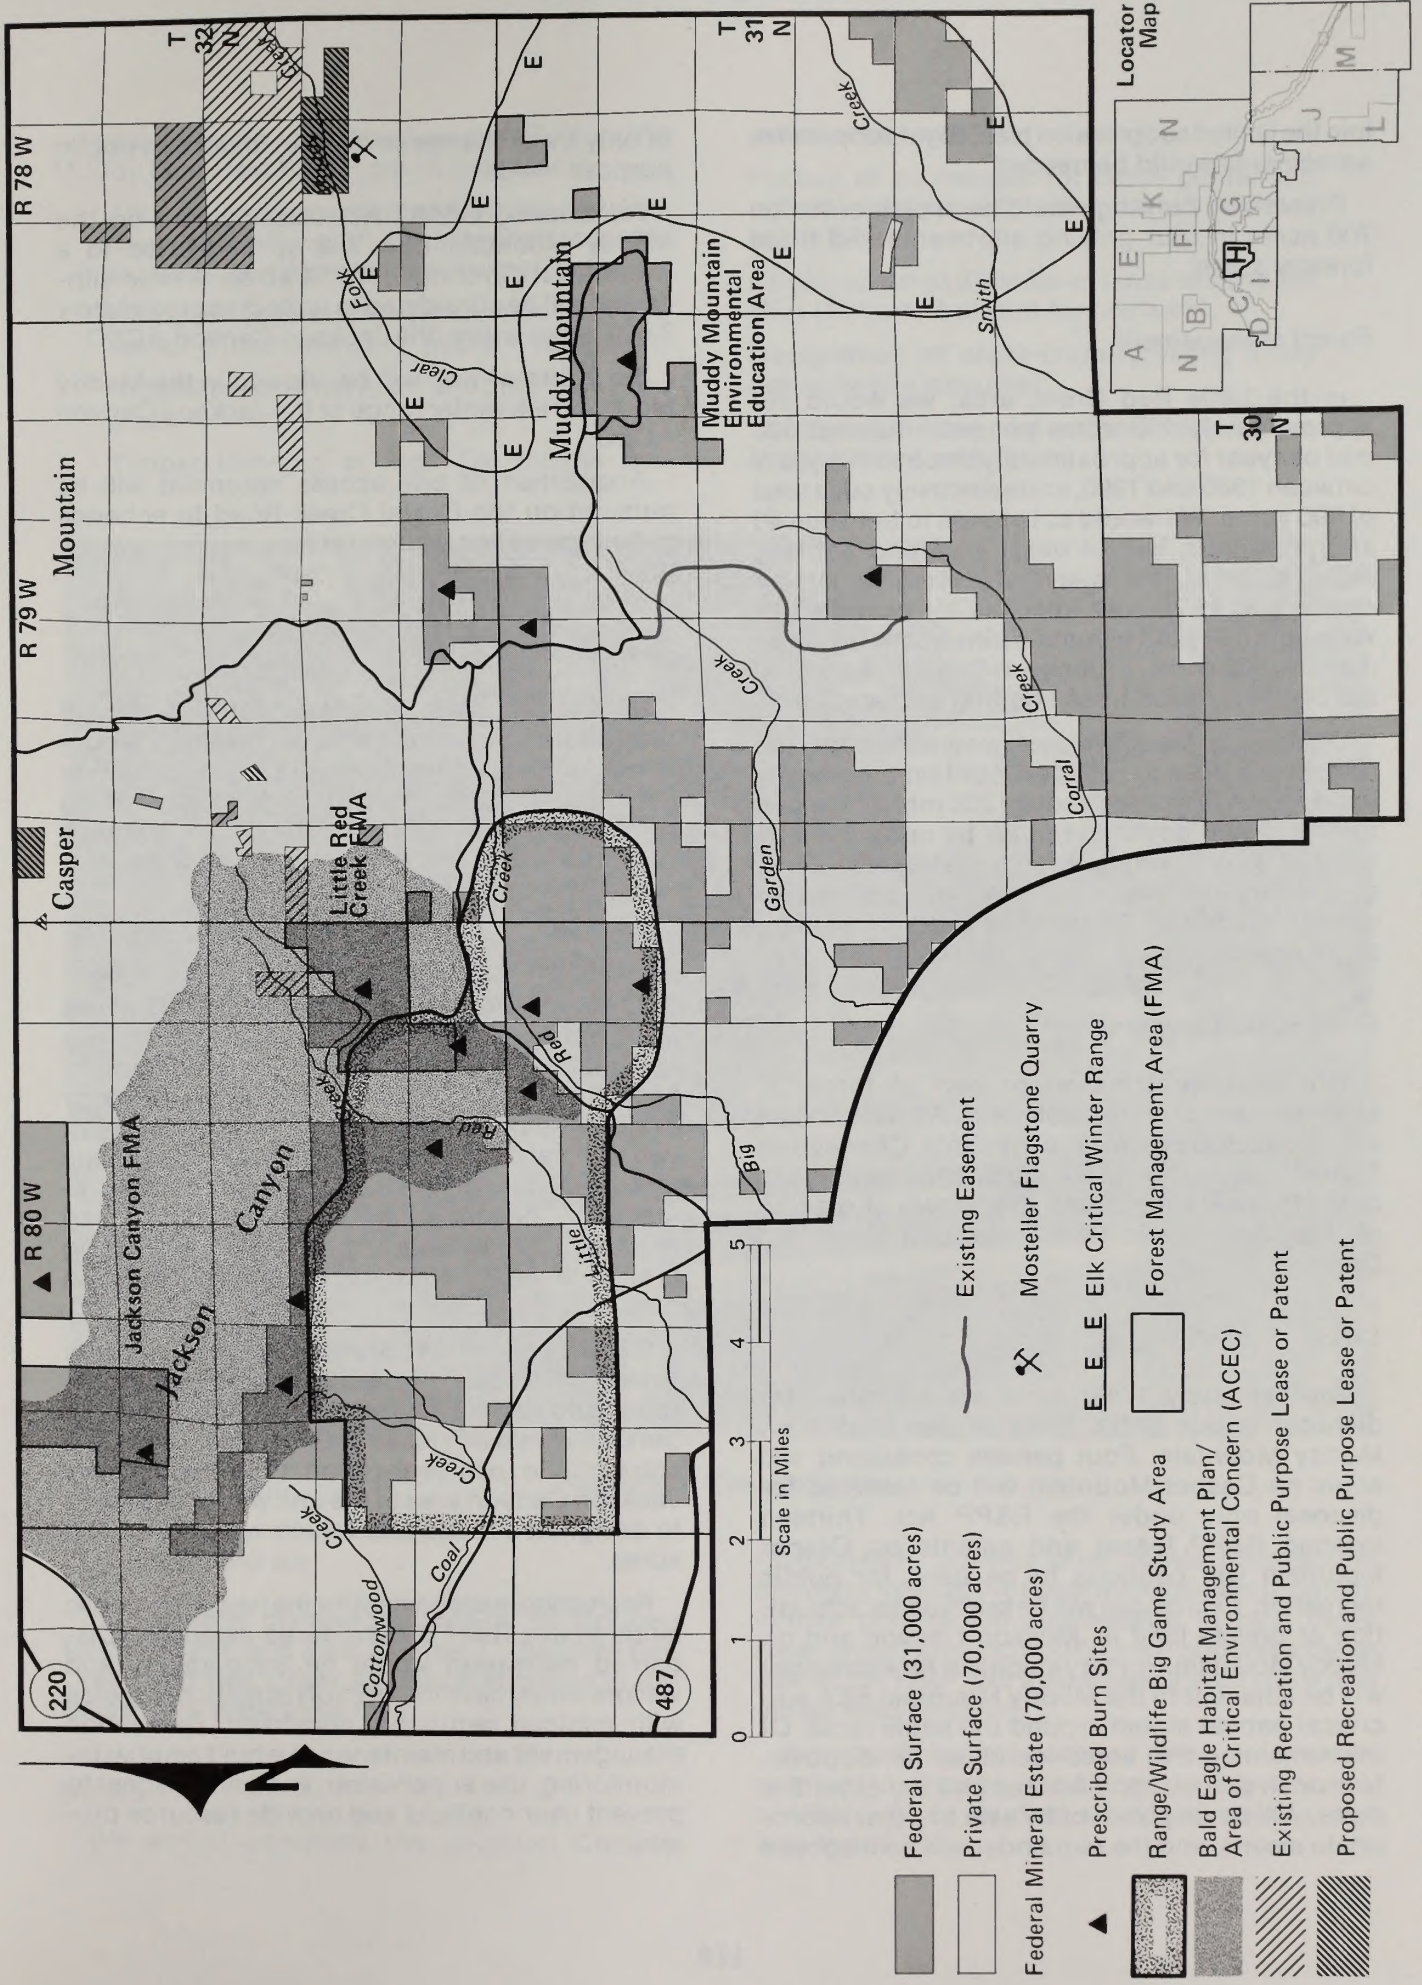 R 80 W
R 79 W
R 78 W
T
32
N
T
31
N
T
30
N
220
487
Casper
Mountain
Jackson Canyon FMA
Jackson
Canyon
Little Red
Creek FMA
Muddy Mountain
Muddy Mountain
Environmental
Education Area
Cottonwood
Creek
Coal
Creek
Little
Red
Creek
Big
Red
Creek
Garden
Creek
Corral
Creek
Clear
Fork
Creek
Smith
Creek
E
E
E
E
E
E
E
E
E
E
E
N
0
1
2
3
4
5
Scale in Miles
Federal Surface (31,000 acres)
Private Surface (70,000 acres)
Federal Mineral Estate (70,000 acres)
Prescribed Burn Sites
Range/Wildlife Big Game Study Area
Bald Eagle Habitat Management Plan/
Area of Critical Environmental Concern (ACEC)
Existing Recreation and Public Purpose Lease or Patent
Proposed Recreation and Public Purpose Lease or Patent
Existing Easement
Mosteller Flagstone Quarry
E E E Elk Critical Winter Range
Forest Management Area (FMA)
Locator
Map
A
N
B
E
K
N
F
C
H
G
D
I
J
L
M